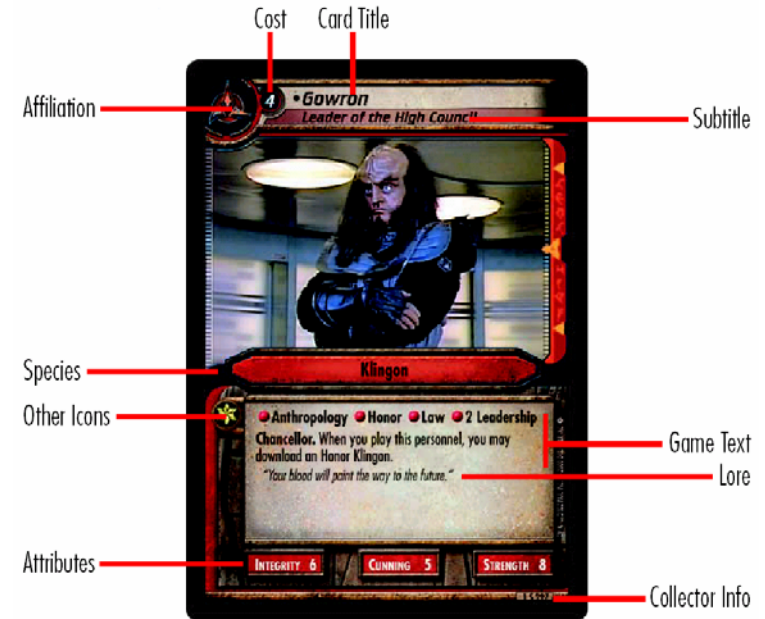 Cost Card Title
Affiliation
4
• Gowron
Leader of the High Council
Subtitle
Species
Klingon
Other Icons
Anthropology Honor Law 2 Leadership
Chancellor. When you play this personnel, you may
download an Honor Klingon.
"Your blood will paint the way to the future."
Game Text
Lore
Attributes
INTEGRITY 6 CUNNING 5 STRENGTH 8
Collector Info